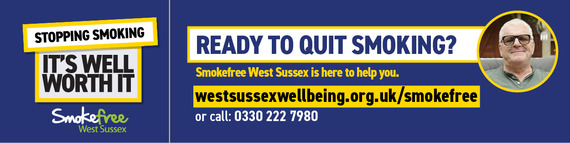 STOPPING SMOKING
IT'S WELL
WORTH IT
Smokefree
West Sussex
READY TO QUIT SMOKING?
Smokefree West Sussex is here to help you.
westsussexwellbeing.org.uk/smokefree
or call: 0330 222 7980